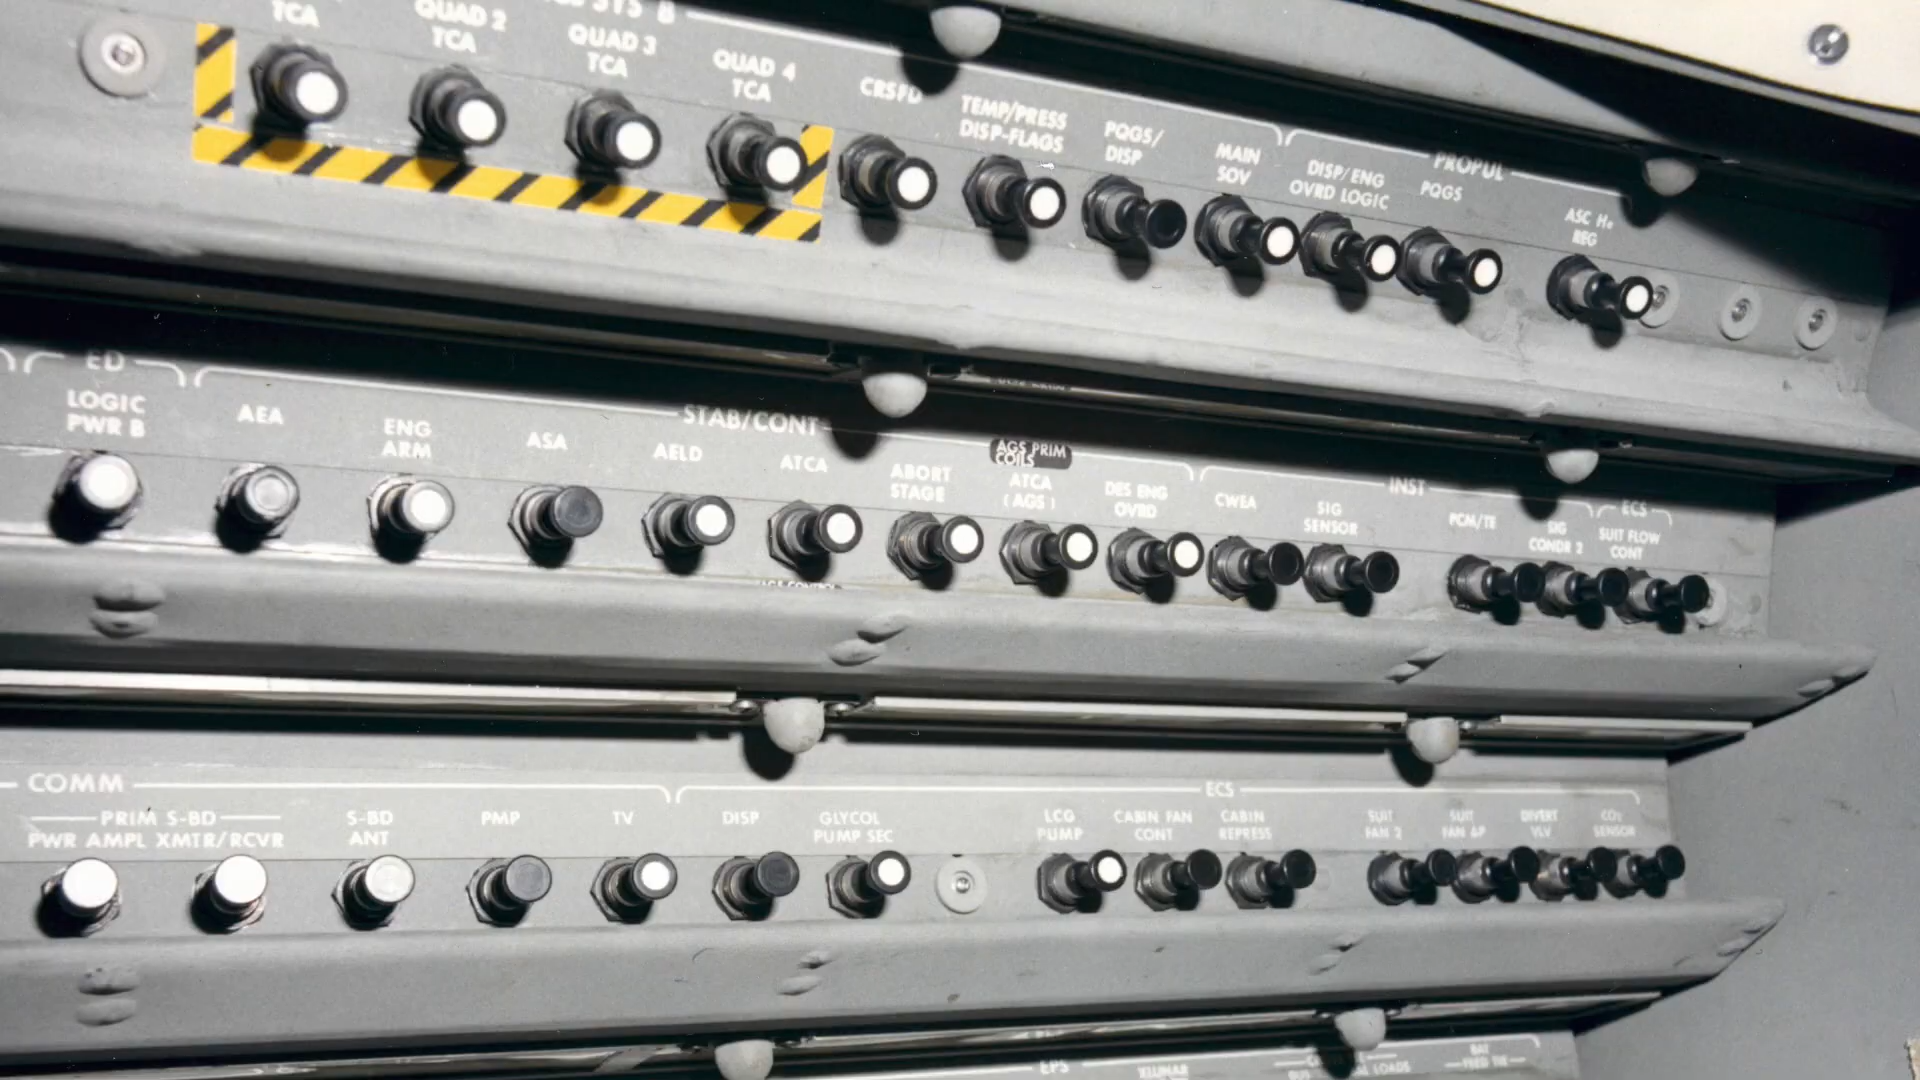 SYS B
TCA
QUAD 2
TCA
QUAD 3
TCA
QUAD 4
TCA
CRSFD
TEMP/PRESS
DISP-FLAGS
PQGS/
DISP
MAIN
SOV
PROPUL
DISP/ENG
OVRD LOGIC
PQGS
ASC He
REG
ED
LOGIC
PWR B
STAB/CONT
AEA
ENG
ARM
ASA
AELD
ATCA
ABORT
STAGE
AGS PRIM
COILS
ATCA
(AGS)
DES ENG
OVRD
INST
CWEA
SIG
SENSOR
PCM/TE
SIG
CONDR 2
ECS
SUIT FLOW
CONT
COMM
PRIM S-BD
PWR AMPL XMTR/RCVR
S-BD
ANT
PMP
TV
ECS
DISP
GLYCOL
PUMP SEC
LCG
PUMP
CABIN FAN
CONT
CABIN
REPRESS
SUIT
FAN 2
SUIT
FAN ΔP
DIVERT
VLV
CO2
SENSOR
EPS